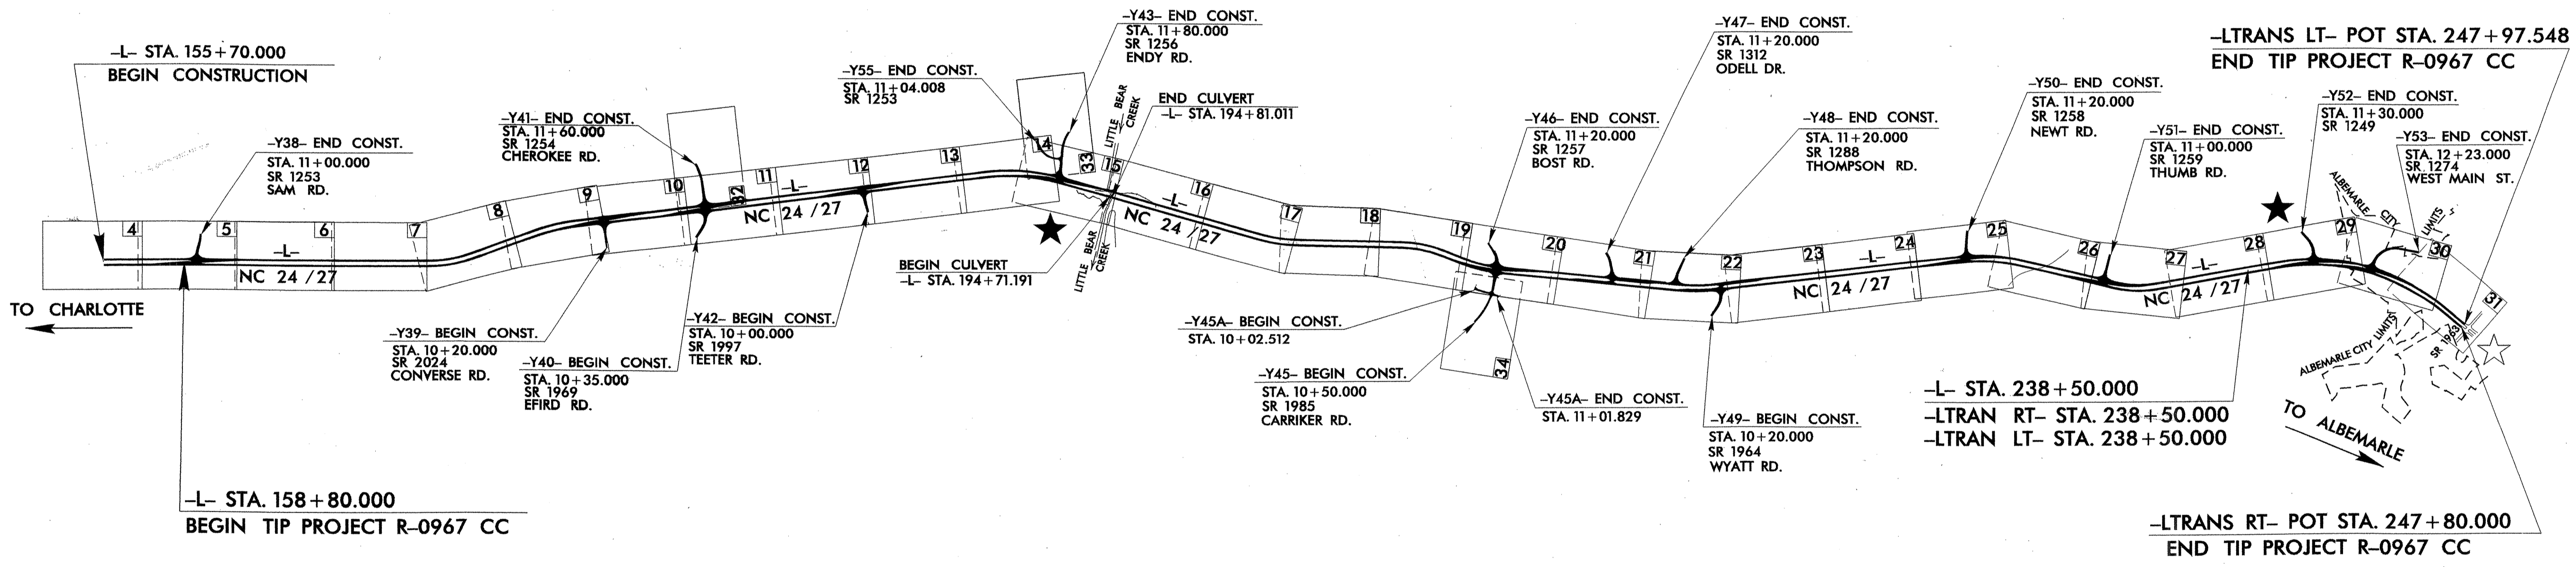 -L- STA. 155+70.000
BEGIN CONSTRUCTION
-Y38- END CONST.
STA. 11+00.000
SR 1253
SAM RD.
-Y41- END CONST.
STA. 11+60.000
SR 1254
CHEROKEE RD.
-Y55- END CONST.
STA. 11+04.008
SR 1253
-Y43- END CONST.
STA. 11+80.000
SR 1256
ENDY RD.
LITTLE BEAR
CREEK
END CULVERT
-L- STA. 194+81.011
-Y46- END CONST.
STA. 11+20.000
SR 1257
BOST RD.
-Y47- END CONST.
STA. 11+20.000
SR 1312
ODELL DR.
-Y48- END CONST.
STA. 11+20.000
SR 1288
THOMPSON RD.
-Y50- END CONST.
STA. 11+20.000
SR 1258
NEWT RD.
-Y51- END CONST.
STA. 11+00.000
SR 1259
THUMB RD.
-LTRANS LT- POT STA. 247+97.548
END TIP PROJECT R-0967 CC
-Y52- END CONST.
STA. 11+30.000
SR 1249
-Y53- END CONST.
STA. 12+23.000
SR 1274
WEST MAIN ST.
ALBEMARLE CITY LIMITS
4
5
6
7
8
9
10
32
11
12
13
14
33
15
16
17
18
19
20
21
22
23
24
25
26
27
28
29
30
31
34
-L-
NC 24/27
-L-
NC 24/27
-L-
NC 24/27
-L-
NC 24/27
-L-
NC 24/27
TO CHARLOTTE
-Y39- BEGIN CONST.
STA. 10+20.000
SR 2024
CONVERSE RD.
-Y40- BEGIN CONST.
STA. 10+35.000
SR 1969
EFIRD RD.
-Y42- BEGIN CONST.
STA. 10+00.000
SR 1997
TEETER RD.
BEGIN CULVERT
-L- STA. 194+71.191
LITTLE BEAR
CREEK
-Y45A- BEGIN CONST.
STA. 10+02.512
-Y45- BEGIN CONST.
STA. 10+50.000
SR 1985
CARRIKER RD.
-Y45A- END CONST.
STA. 11+01.829
-Y49- BEGIN CONST.
STA. 10+20.000
SR 1964
WYATT RD.
-L- STA. 238+50.000
-LTRAN RT- STA. 238+50.000
-LTRAN LT- STA. 238+50.000
ALBEMARLE CITY LIMITS
SR 1963
TO ALBEMARLE
-L- STA. 158+80.000
BEGIN TIP PROJECT R-0967 CC
-LTRANS RT- POT STA. 247+80.000
END TIP PROJECT R-0967 CC